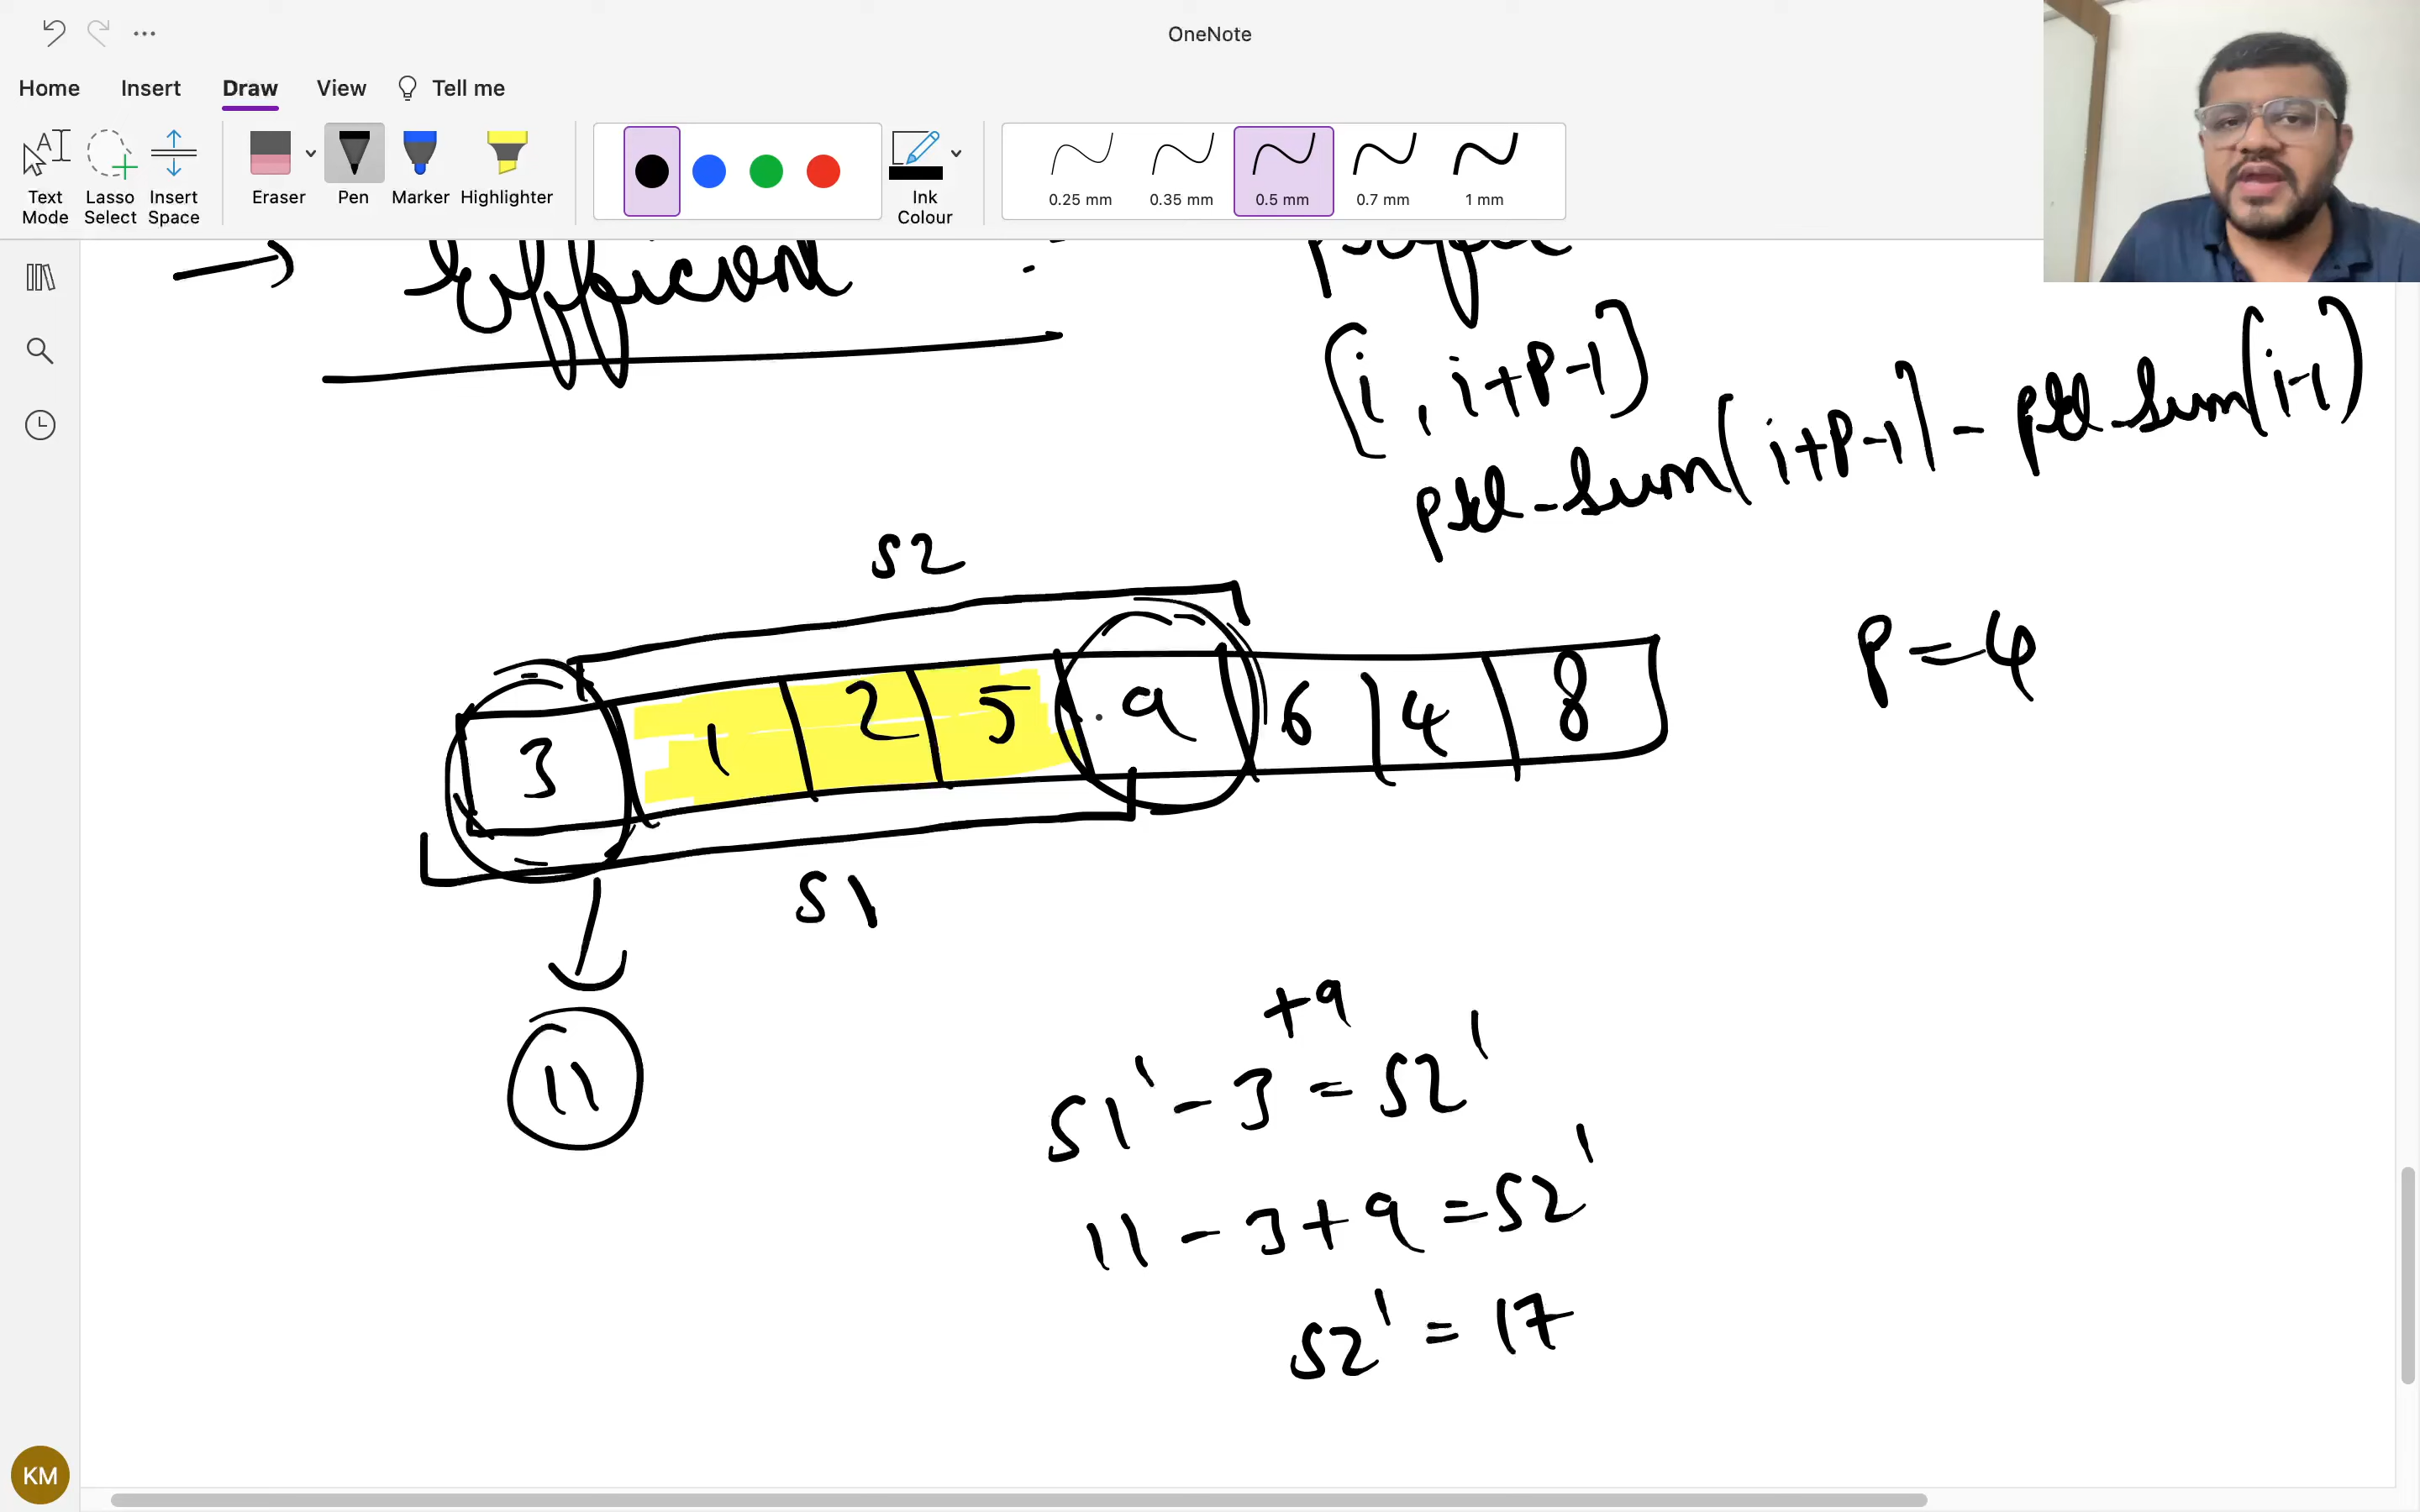 OneNote
Home Insert Draw View Tell me
Text Mode
Lasso Select
Insert Space
Eraser
Pen
Marker
Highlighter
Ink Colour
0.25 mm
0.35 mm
0.5 mm
0.7 mm
1 mm
→ Efficient :-
(i, i+P-1)
-sum(i+P-1) - -sum(i-1)
S2
P=4
3 1 2 5 9 6 4 8
S1
11
+9
S1' - 3 = S2'
11 - 3 + 9 = S2'
S2' = 17
KM